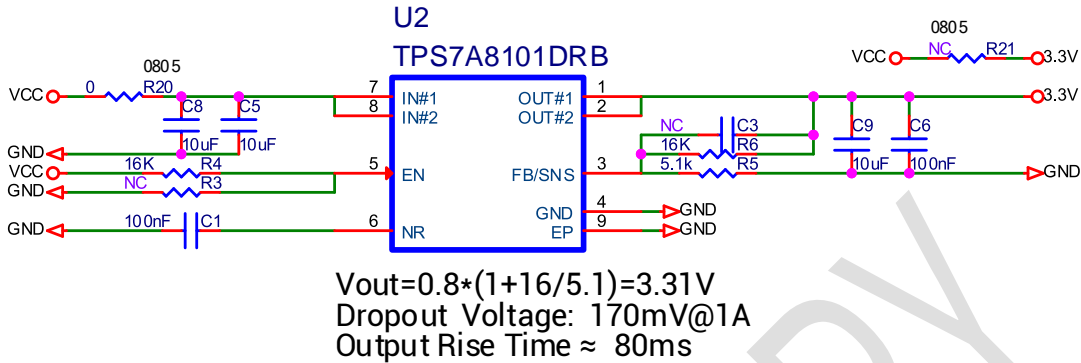 U2
TPS7A8101DRB
0805
VCC NC R21 3.3V
0805
VCC 0 R20 7 IN#1 OUT#1 1 3.3V
8 IN#2 OUT#2 2
C8 C5
10uF 10uF
GND
NC C3
C9 C6
VCC 16K R4 16K R6 10uF 100nF
5 EN FB/SNS 3 5.1k R5 GND
GND NC R3
GND 4 GND
GND 100nF C1 6 NR EP 9 GND
Vout=0.8*(1+16/5.1)=3.31V
Dropout Voltage: 170mV@1A
Output Rise Time ≈ 80ms